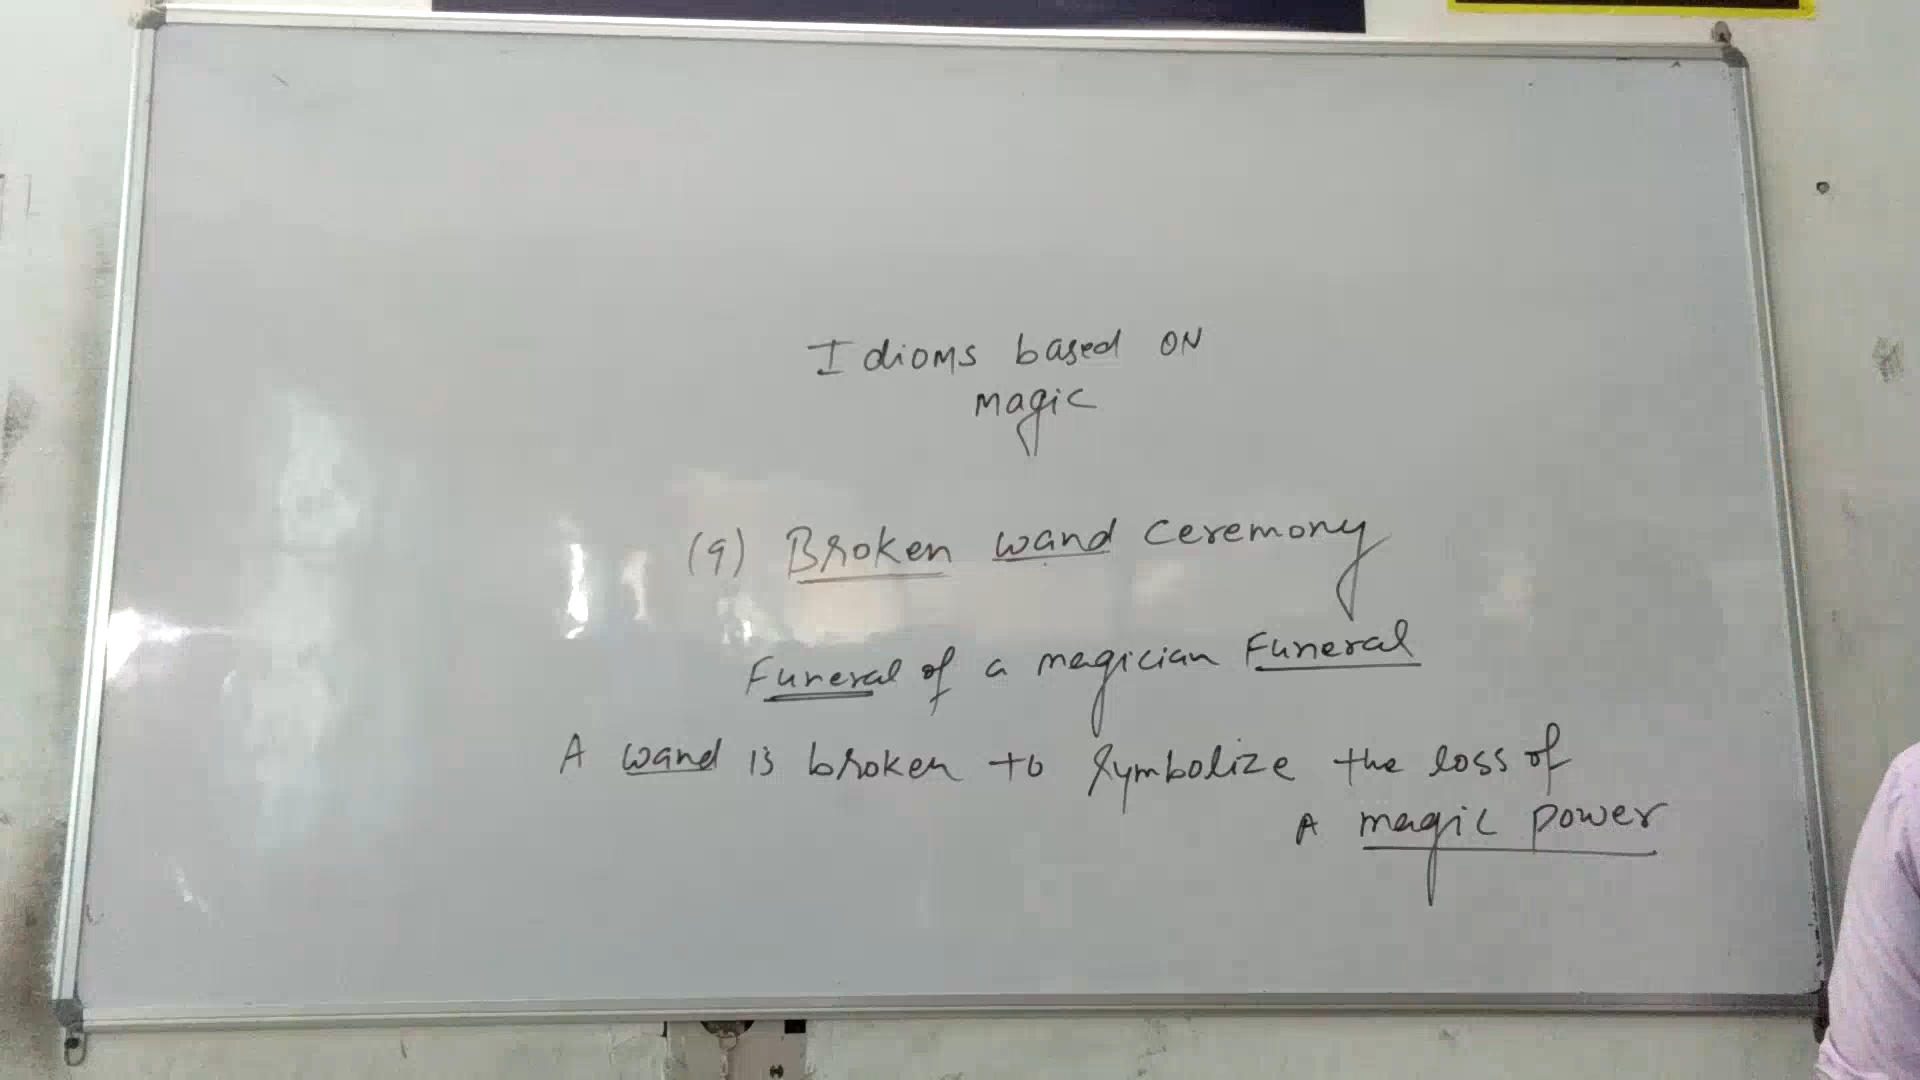 Idioms based ON
magic
(9) Broken wand ceremony
Funeral of a magician Funeral
A wand is broken to symbolize the loss of
A magic power